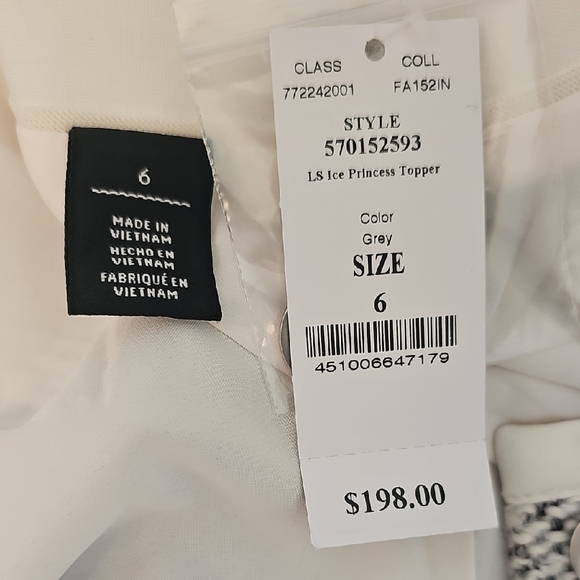 6
MADE IN
VIETNAM
HECHO EN
VIETNAM
FABRIQUÉ EN
VIETNAM
CLASS COLL
772242001 FA152IN
STYLE
570152593
LS Ice Princess Topper
Color
Grey
SIZE
6
451006647179
$198.00